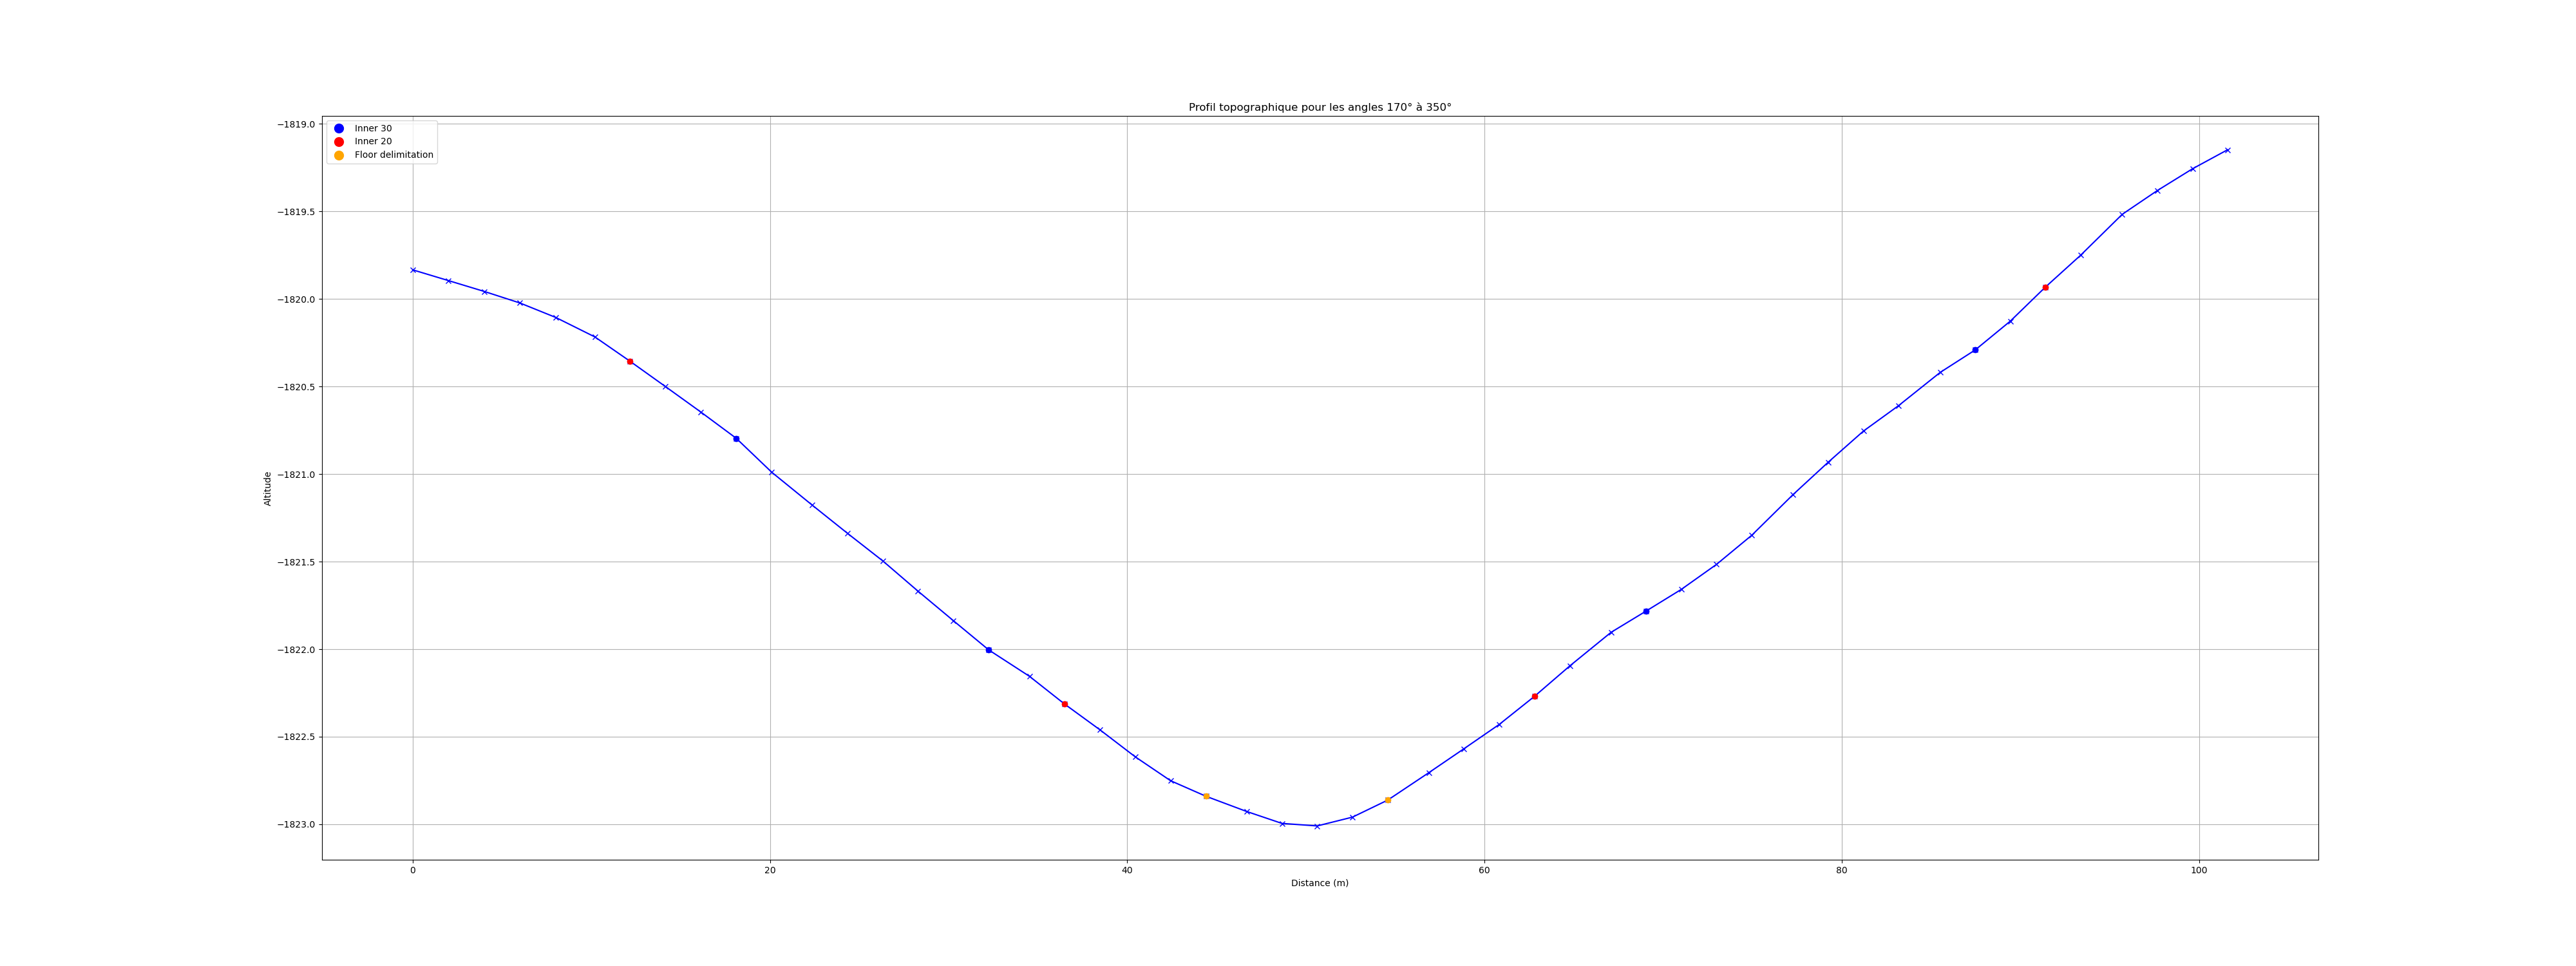 Profil topographique pour les angles 170° à 350°
Inner 30
Inner 20
Floor delimitation
−1819.0
−1819.5
−1820.0
−1820.5
−1821.0
−1821.5
−1822.0
−1822.5
−1823.0
Altitude
0 20 40 60 80 100
Distance (m)